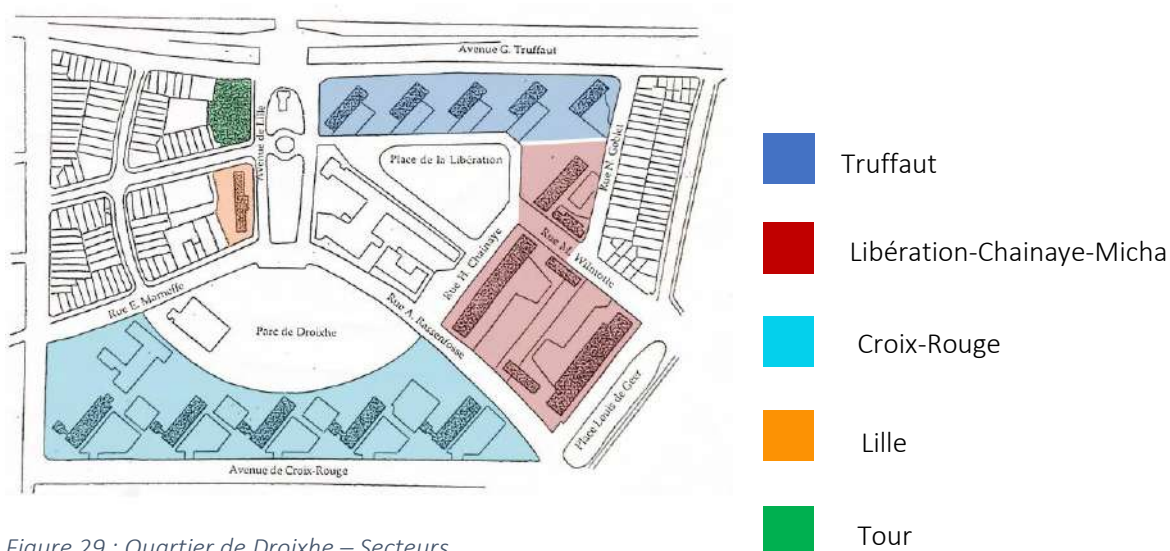 Avenue G. Truffaut
Avenue de Lille
Place de la Libération
Rue N. Goblet
Rue H. Chainaye
Rue M. Wilmotte
Rue E. Mameffe
Parc de Droixhe
Rue A. Rassenfosse
Place Louis de Geer
Avenue de Croix-Rouge
Truffaut
Libération-Chainaye-Micha
Croix-Rouge
Lille
Tour
Figure 29 : Quartier de Droixhe – Secteurs